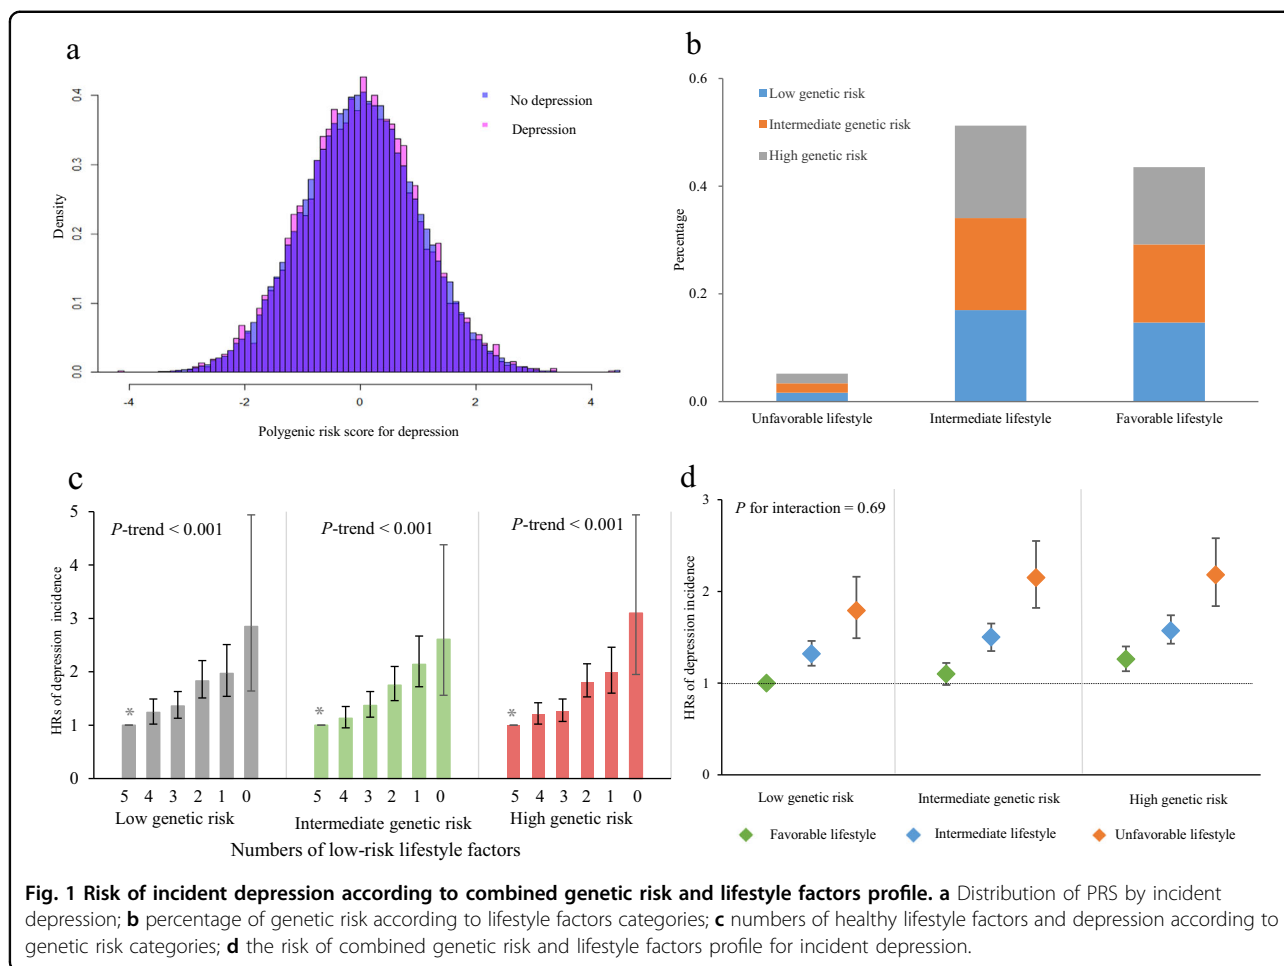 a
No depression
Depression
Density
0.4
0.3
0.2
0.1
0.0
-4
-2
0
2
4
Polygenic risk score for depression
b
0.6
0.4
0.2
0.0
Percentage
Low genetic risk
Intermediate genetic risk
High genetic risk
Unfavorable lifestyle
Intermediate lifestyle
Favorable lifestyle
c
HRs of depression incidence
5
4
3
2
1
0
P-trend < 0.001
P-trend < 0.001
P-trend < 0.001
*
*
*
5 4 3 2 1 0
5 4 3 2 1 0
5 4 3 2 1 0
Low genetic risk
Intermediate genetic risk
High genetic risk
Numbers of low-risk lifestyle factors
d
HRs of depression incidence
3
2
1
0
P for interaction = 0.69
Low genetic risk
Intermediate genetic risk
High genetic risk
Favorable lifestyle
Intermediate lifestyle
Unfavorable lifestyle
Fig. 1 Risk of incident depression according to combined genetic risk and lifestyle factors profile. a Distribution of PRS by incident
depression; b percentage of genetic risk according to lifestyle factors categories; c numbers of healthy lifestyle factors and depression according to
genetic risk categories; d the risk of combined genetic risk and lifestyle factors profile for incident depression.